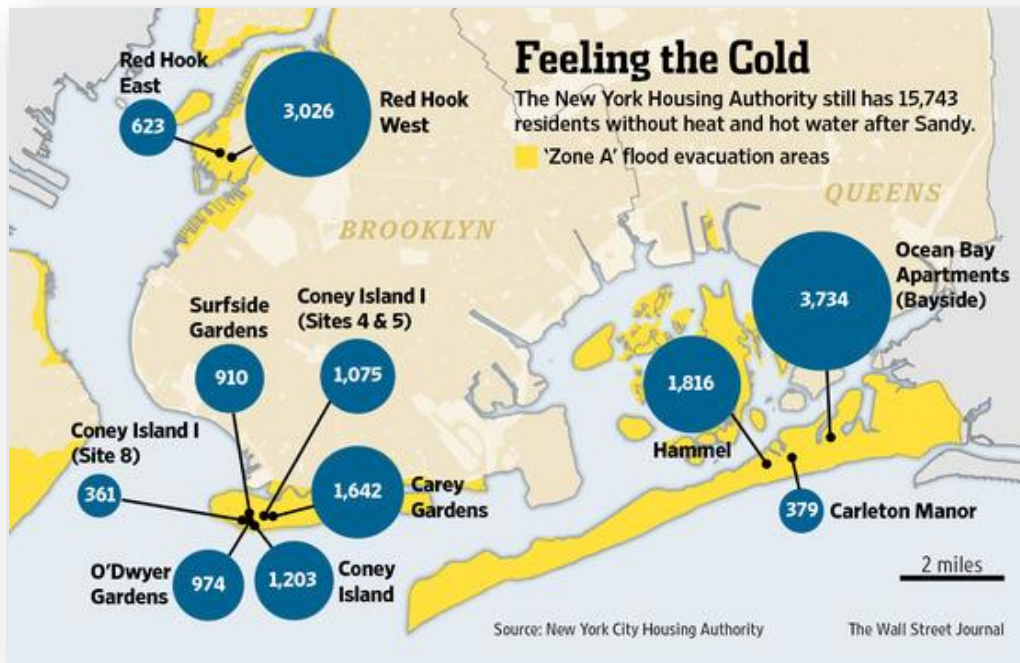 Feeling the Cold
The New York Housing Authority still has 15,743
residents without heat and hot water after Sandy.
'Zone A' flood evacuation areas
Red Hook
East
623
3,026
Red Hook
West
BROOKLYN
QUEENS
Ocean Bay
Apartments
(Bayside)
3,734
Surfside
Gardens
910
Coney Island I
(Sites 4 & 5)
1,075
1,816
Hammel
Coney Island I
(Site 8)
361
1,642
Carey
Gardens
379
Carleton Manor
O'Dwyer
Gardens
974
1,203
Coney
Island
2 miles
Source: New York City Housing Authority
The Wall Street Journal